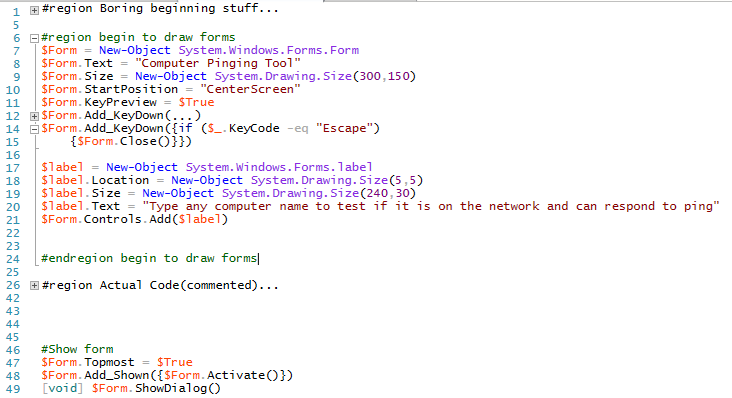 1 #region Boring beginning stuff...
5
6 #region begin to draw forms
7 $Form = New-Object System.Windows.Forms.Form
8 $Form.Text = "Computer Pinging Tool"
9 $Form.Size = New-Object System.Drawing.Size(300,150)
10 $Form.StartPosition = "CenterScreen"
11 $Form.KeyPreview = $True
12 $Form.Add_KeyDown(...)
14 $Form.Add_KeyDown({if ($_.KeyCode -eq "Escape")
15 {$Form.Close()}})
16
17 $label = New-Object System.Windows.Forms.label
18 $label.Location = New-Object System.Drawing.Size(5,5)
19 $label.Size = New-Object System.Drawing.Size(240,30)
20 $label.Text = "Type any computer name to test if it is on the network and can respond to ping"
21 $Form.Controls.Add($label)
22
23
24 #endregion begin to draw forms
25
26 #region Actual Code(commented)...
42
43
44
45
46 #Show form
47 $Form.Topmost = $True
48 $Form.Add_Shown({$Form.Activate()})
49 [void] $Form.ShowDialog()